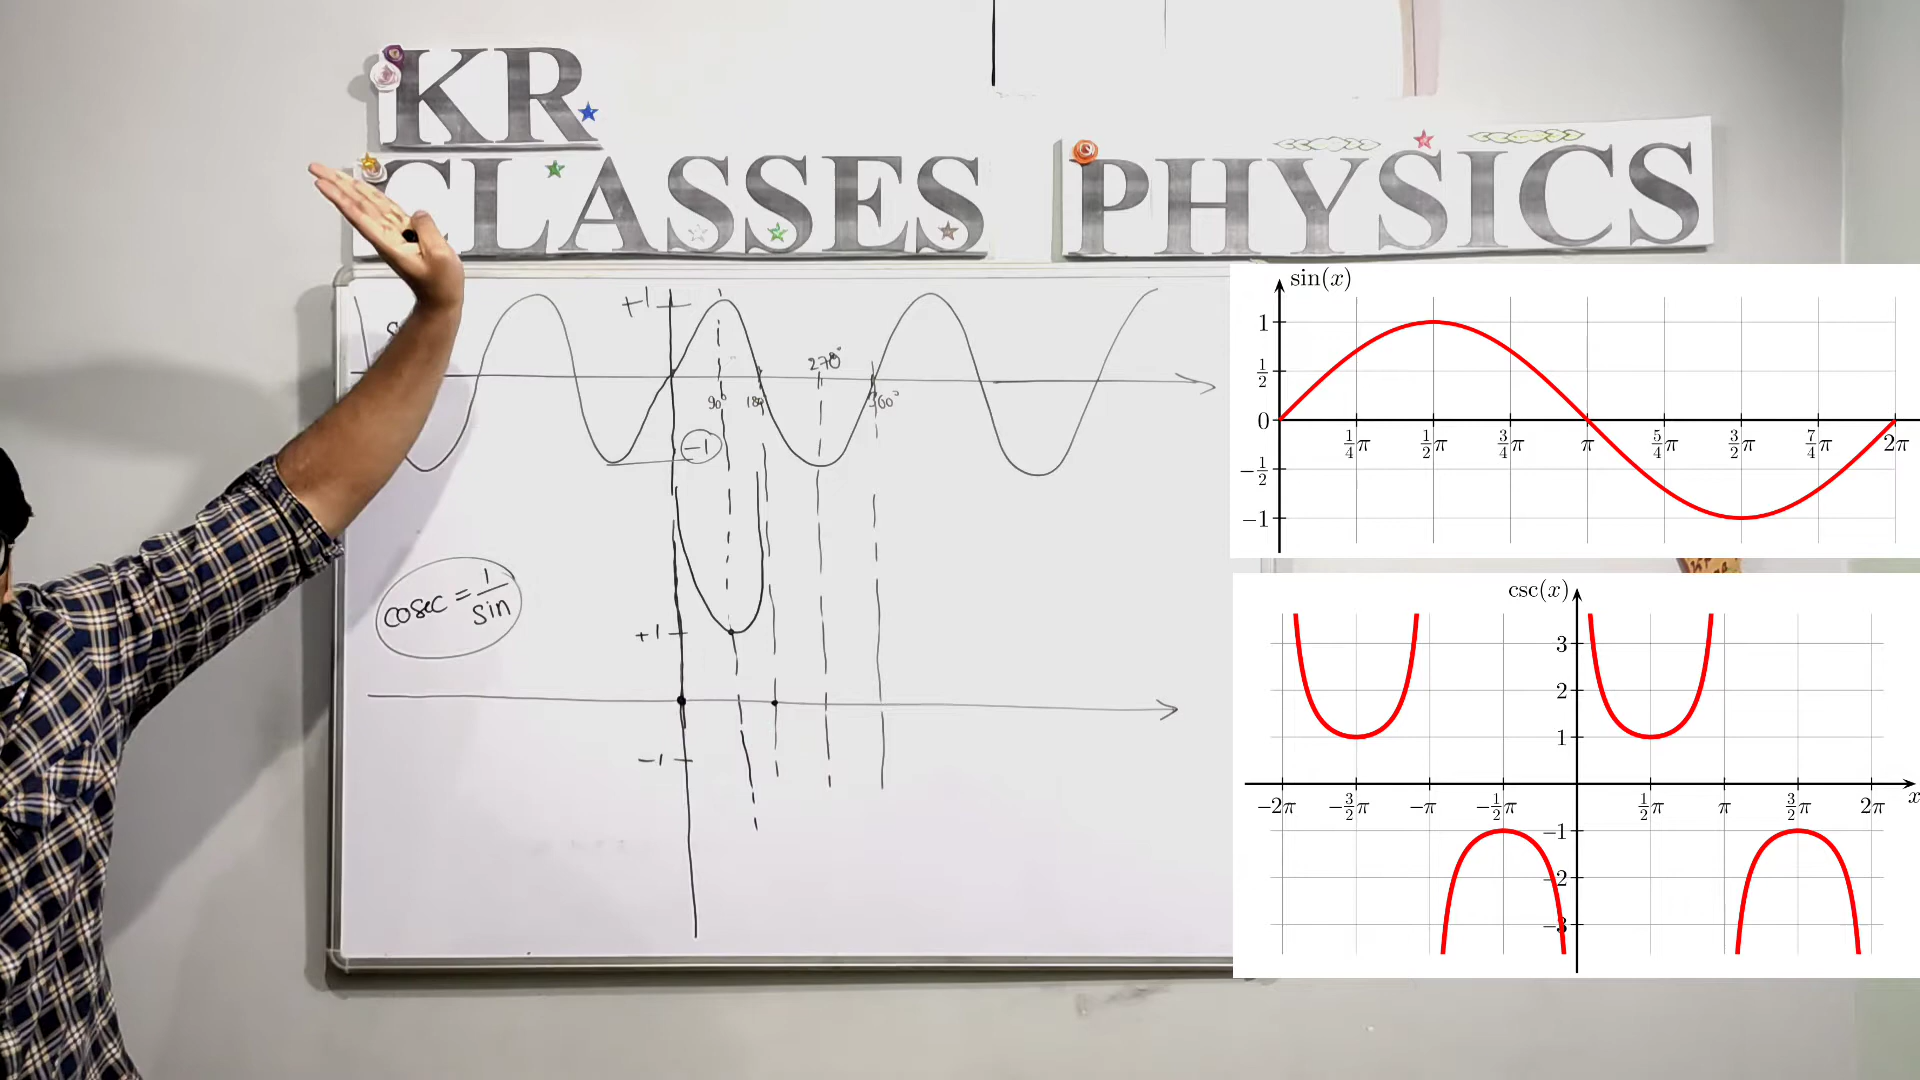 KR
CLASSES PHYSICS
+1
270°
90° 180 360°
-1
cosec = 1/sin
+1
-1
sin(x)
1
1/2
0
1/4π 1/2π 3/4π π 5/4π 3/2π 7/4π 2π
-1/2
-1
csc(x)
3
2
1
-2π -3/2π -π -1/2π 1/2π π 3/2π 2π x
-1
-2
-3